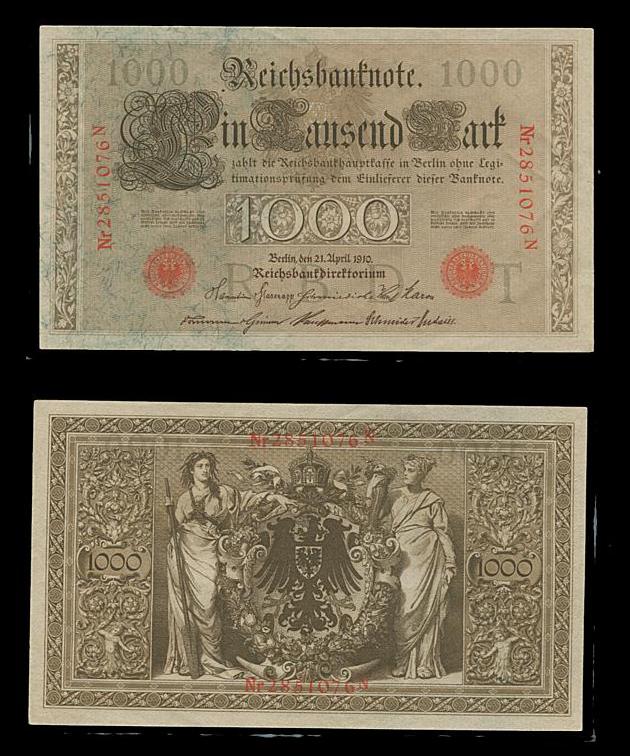 1000 Reichsbanknote. 1000
Ein Tausend Mark
zahlt die Reichsbankhauptkasse in Berlin ohne Legi-
timationsprüfung dem Einlieferer dieser Banknote.
Nr 2851076 N
Nr 2851076 N
1000
Berlin, den 21. April 1910.
Reichsbankdirektorium
R B D T
Nr 2851076 N
1000
1000
Nr 2851076 N